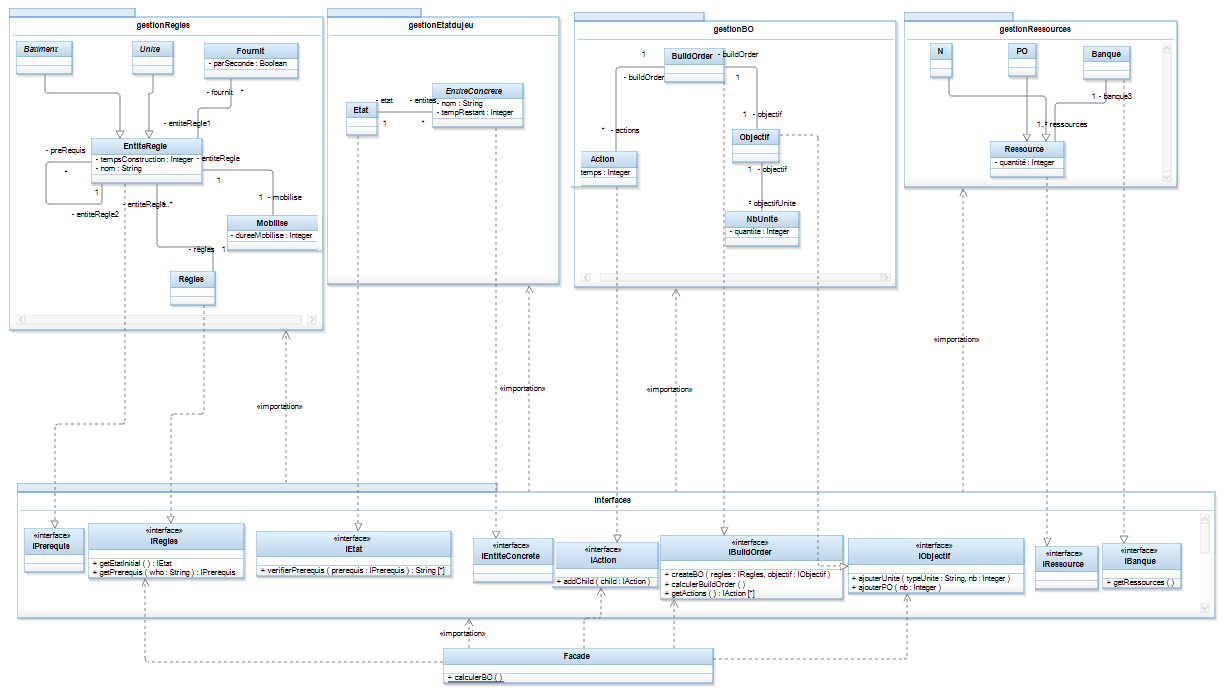 gestionRegles
Batiment
Unite
Fournit
- parSeconde : Boolean
- fournit
*
- entiteRegle1
EntiteRegle
- tempsConstruction : Integer
- nom : String
- preRequis
*
1
- entiteRegle2
- entiteRegle
1
1
- mobilise
Mobilise
- dureeMobilise : Integer
- entiteRegle
1..*
- règles
1
Règles
gestionEtatdujeu
Etat
- etat
1
- entites
*
EntiteConcrete
- nom : String
- tempRestant : Integer
gestionBO
BuildOrder
1
- buildOrder
- buildOrder
1
* - actions
Action
temps : Integer
1 - objectif
Objectif
1 - objectif
* objectifUnite
NbUnite
- quantite : Integer
gestionRessources
N
PO
Banque
1 - banque3
1..* ressources
Ressource
- quantité : Integer
«importation»
«importation»
«importation»
«importation»
Interfaces
«interface»
IPrerequis
«interface»
IRegles
+ getEtatInitial ( ) : IEtat
+ getPrerequis ( who : String ) : IPrerequis
«interface»
IEtat
+ verifierPrerequis ( prerequis : IPrerequis ) : String [*]
«interface»
IEntiteConcrete
«interface»
IAction
+ addChild ( child : IAction )
«interface»
IBuildOrder
+ createBO ( regles : IRegles, objectif : IObjectif )
+ calculerBuildOrder ( )
+ getActions ( ) : IAction [*]
«interface»
IObjectif
+ ajouterUnite ( typeUnite : String, nb : Integer )
+ ajouterPO ( nb : Integer )
«interface»
IRessource
«interface»
IBanque
+ getRessources ( )
«importation»
Facade
+ calculerBO ( )